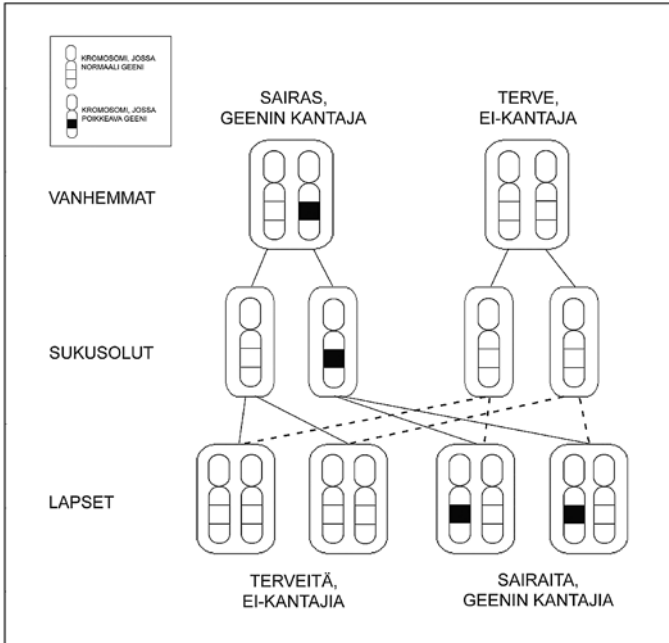 KROMOSOMI, JOSSA
NORMAALI GEENI
KROMOSOMI, JOSSA
POIKKEAVA GEENI
SAIRAS,
GEENIN KANTAJA
TERVE,
EI-KANTAJA
VANHEMMAT
SUKUSOLUT
LAPSET
TERVEITÄ,
EI-KANTAJIA
SAIRAITA,
GEENIN KANTAJIA